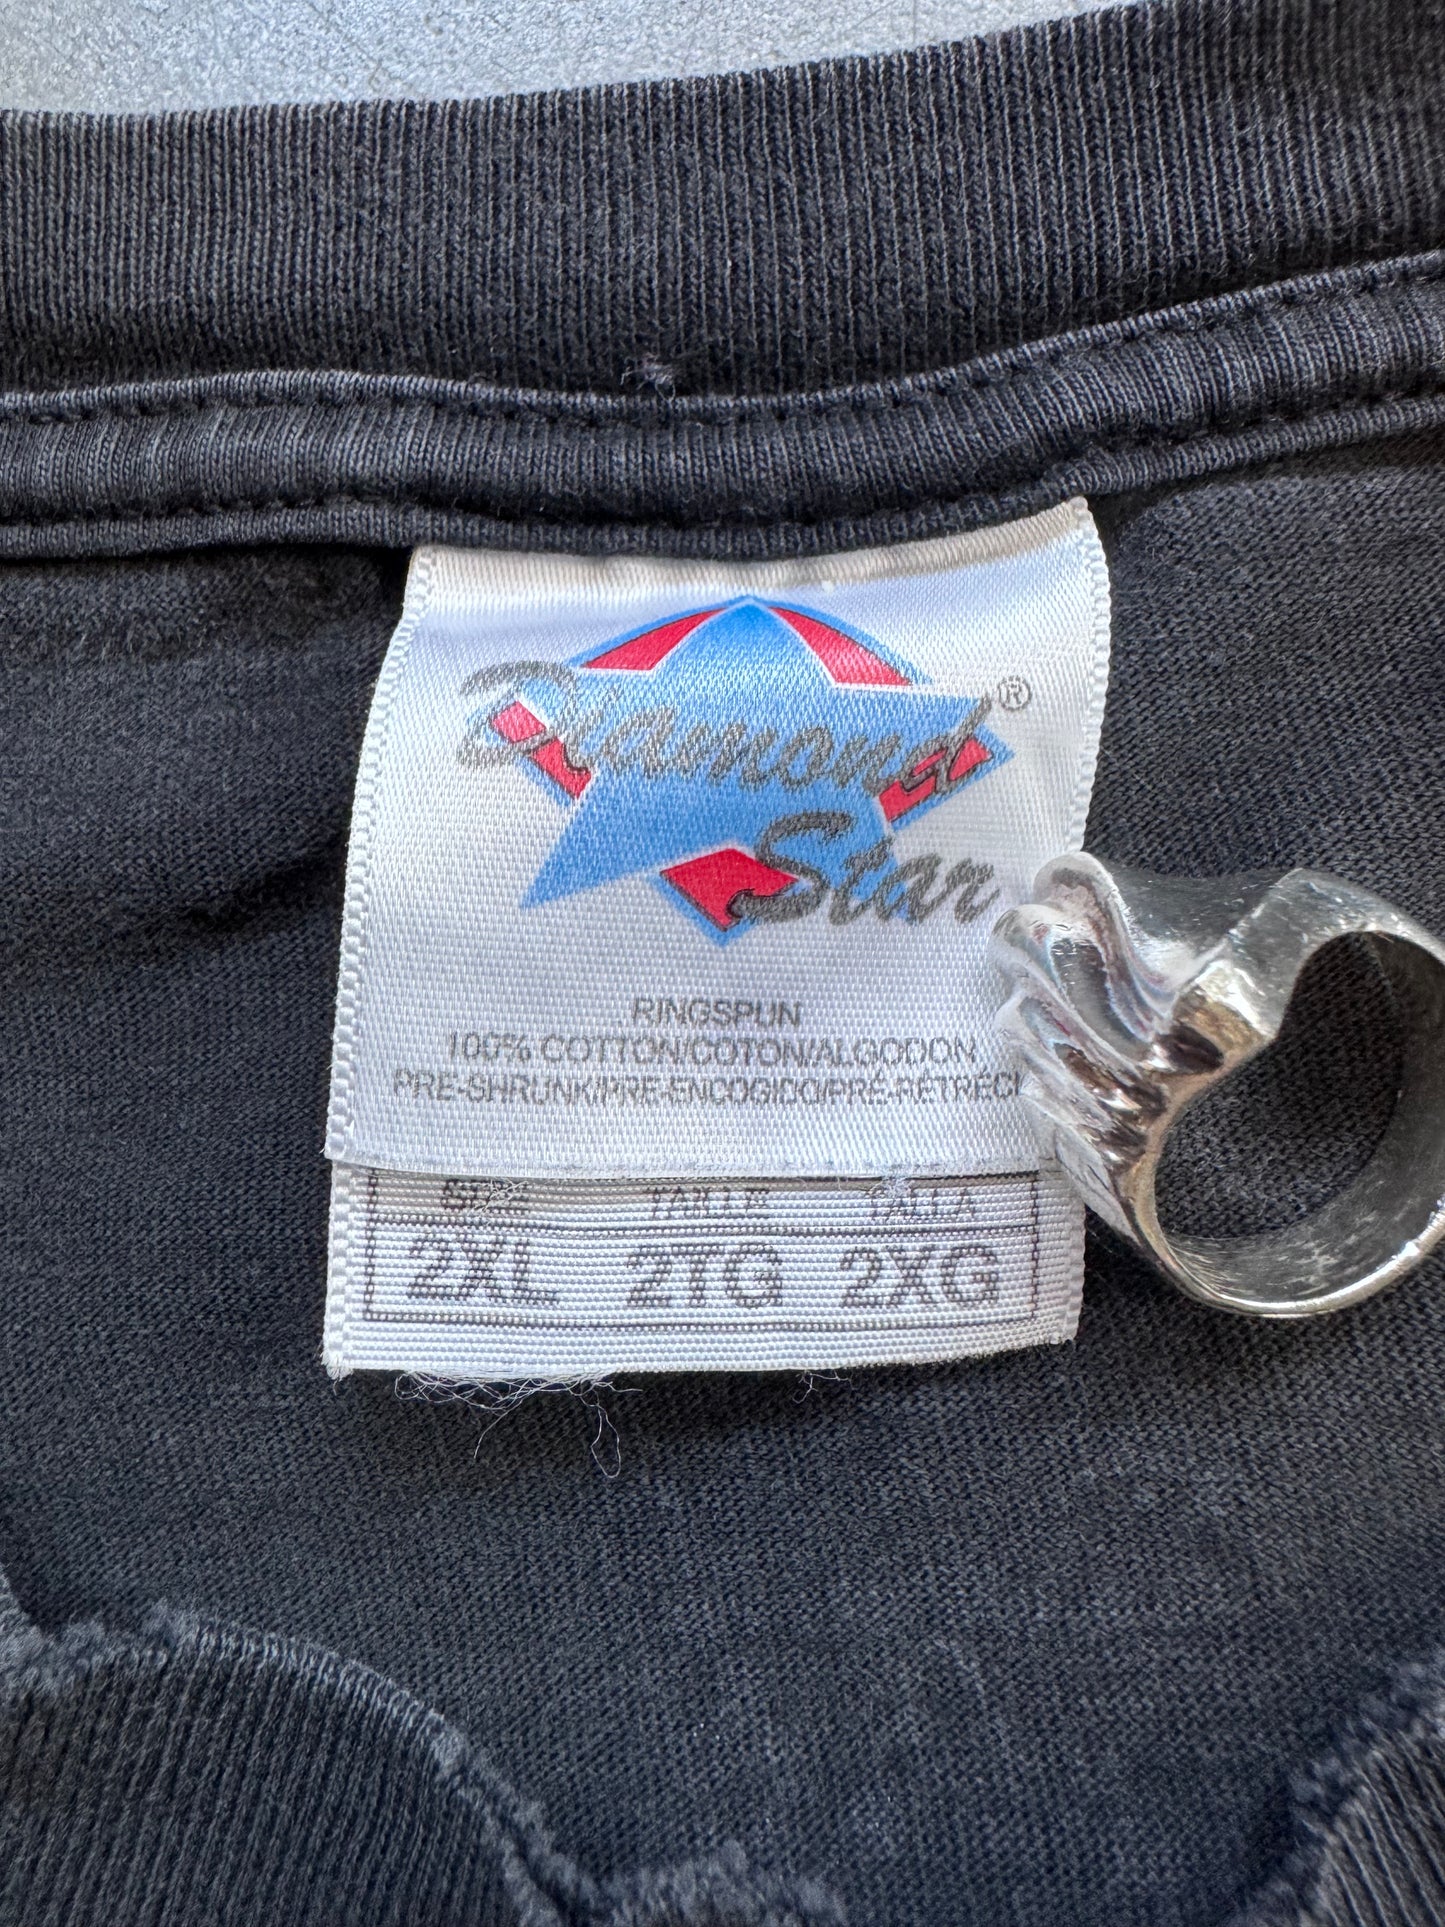 Diamond ®
Star
RINGSPUN
100% COTTON/COTON/ALGODON
PRE-SHRUNK/PRE-ENCOGIDO/PRÉ-RÉTRÉCI
SIZE TAILLE TALLA
2XL 2TG 2XG